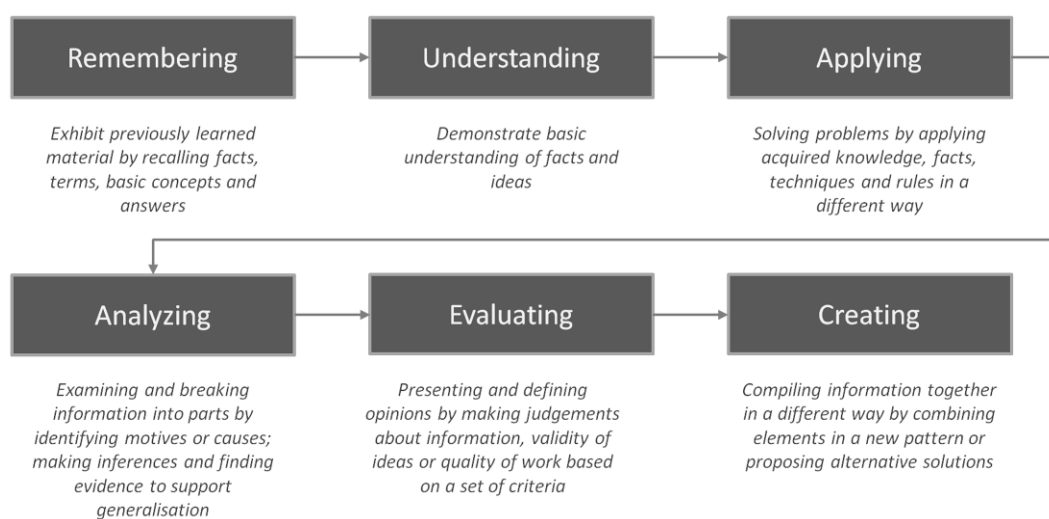 Remembering
Exhibit previously learned
material by recalling facts,
terms, basic concepts and
answers
Understanding
Demonstrate basic
understanding of facts and
ideas
Applying
Solving problems by applying
acquired knowledge, facts,
techniques and rules in a
different way
Analyzing
Examining and breaking
information into parts by
identifying motives or causes;
making inferences and finding
evidence to support
generalisation
Evaluating
Presenting and defining
opinions by making judgements
about information, validity of
ideas or quality of work based
on a set of criteria
Creating
Compiling information together
in a different way by combining
elements in a new pattern or
proposing alternative solutions